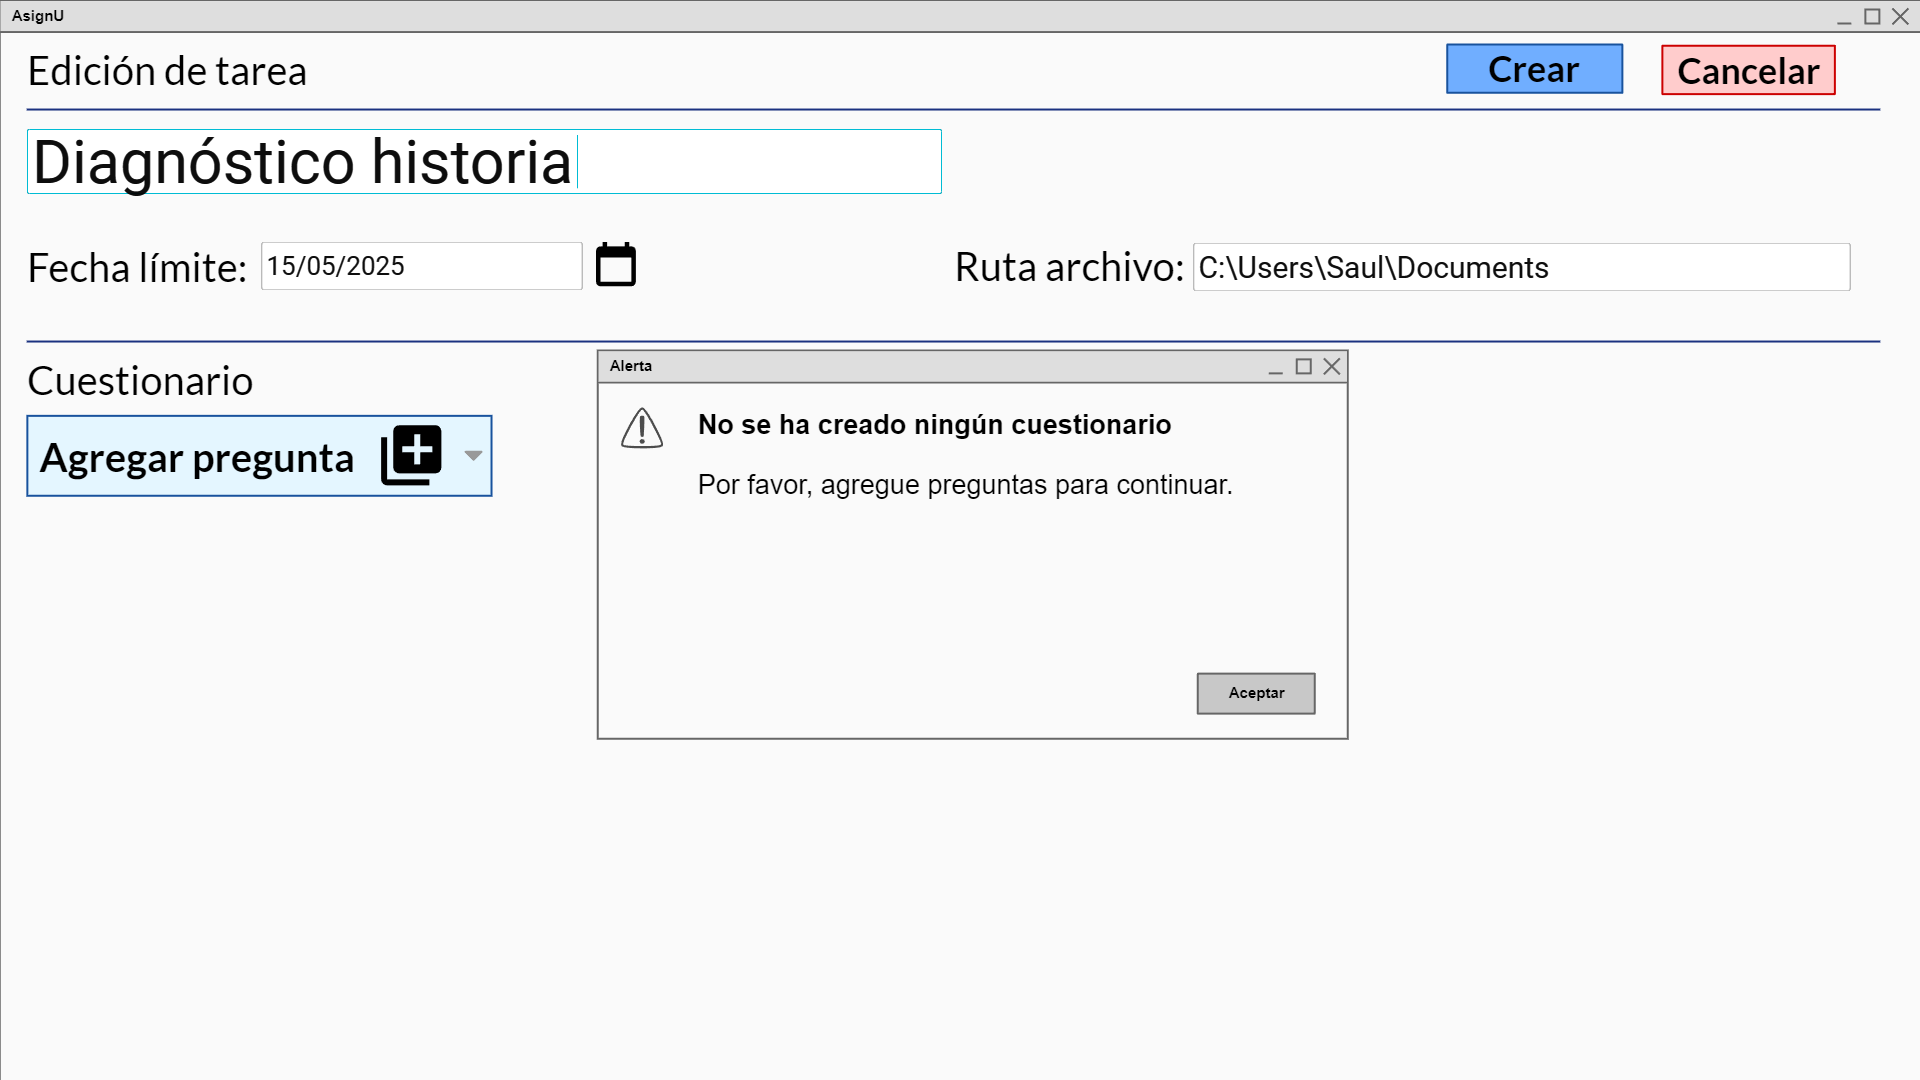 AsignU
Edición de tarea
Crear
Cancelar
Diagnóstico historia
Fecha límite: 15/05/2025
Ruta archivo: C:\Users\Saul\Documents
Cuestionario
Agregar pregunta
Alerta
No se ha creado ningún cuestionario
Por favor, agregue preguntas para continuar.
Aceptar